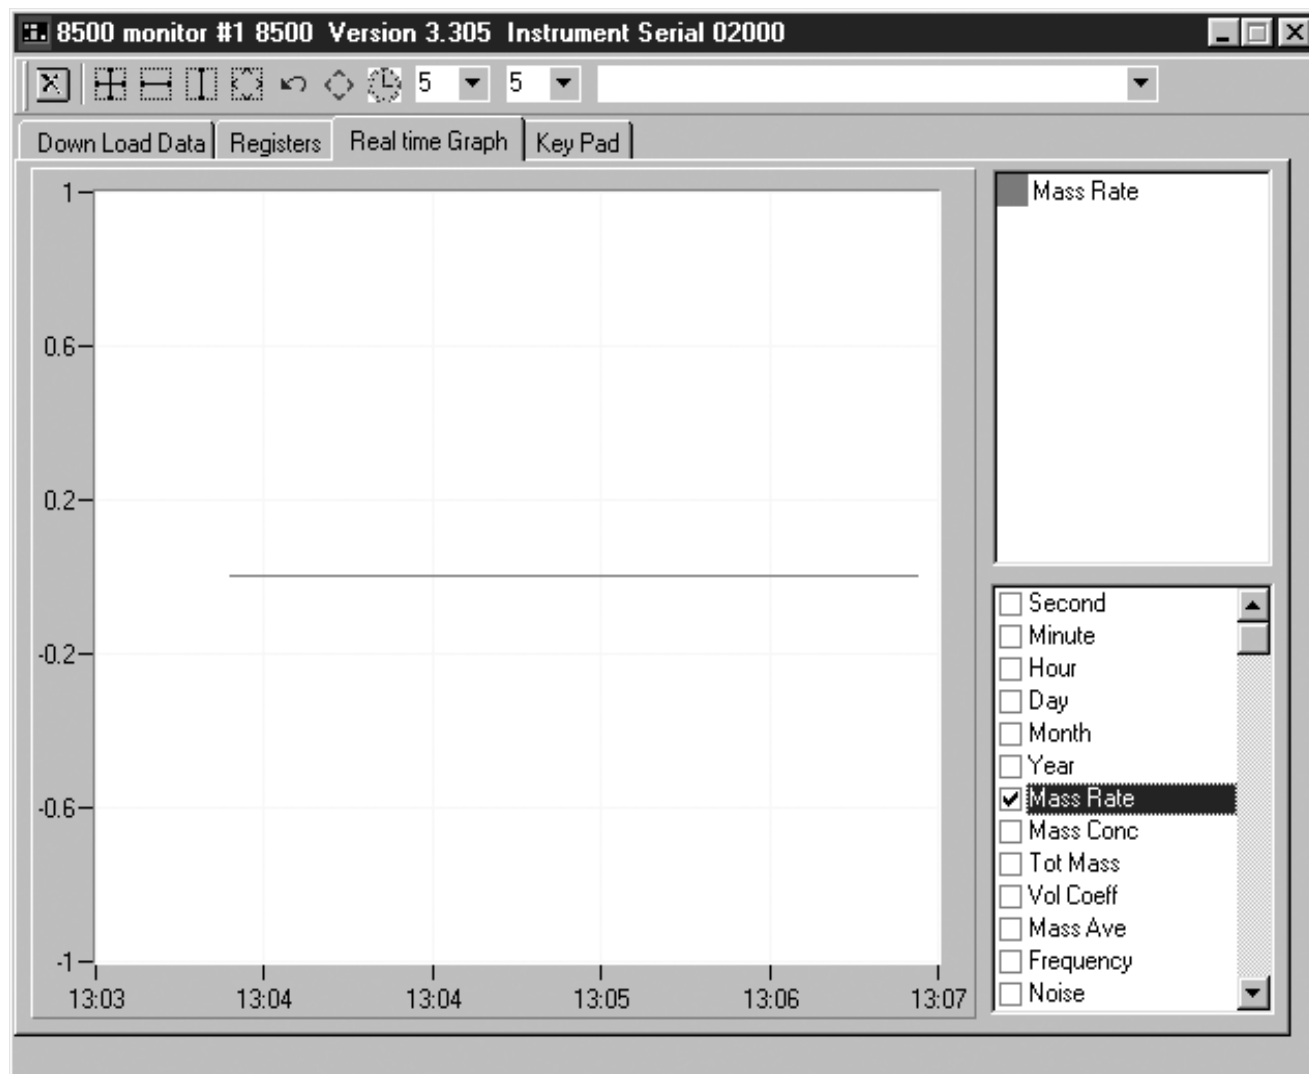 8500 monitor #1 8500 Version 3.305 Instrument Serial 02000
5 5
Down Load Data Registers Real time Graph Key Pad
Mass Rate
1
0.6
0.2
-0.2
-0.6
-1
13:03 13:04 13:04 13:05 13:06 13:07
Second
Minute
Hour
Day
Month
Year
Mass Rate
Mass Conc
Tot Mass
Vol Coeff
Mass Ave
Frequency
Noise